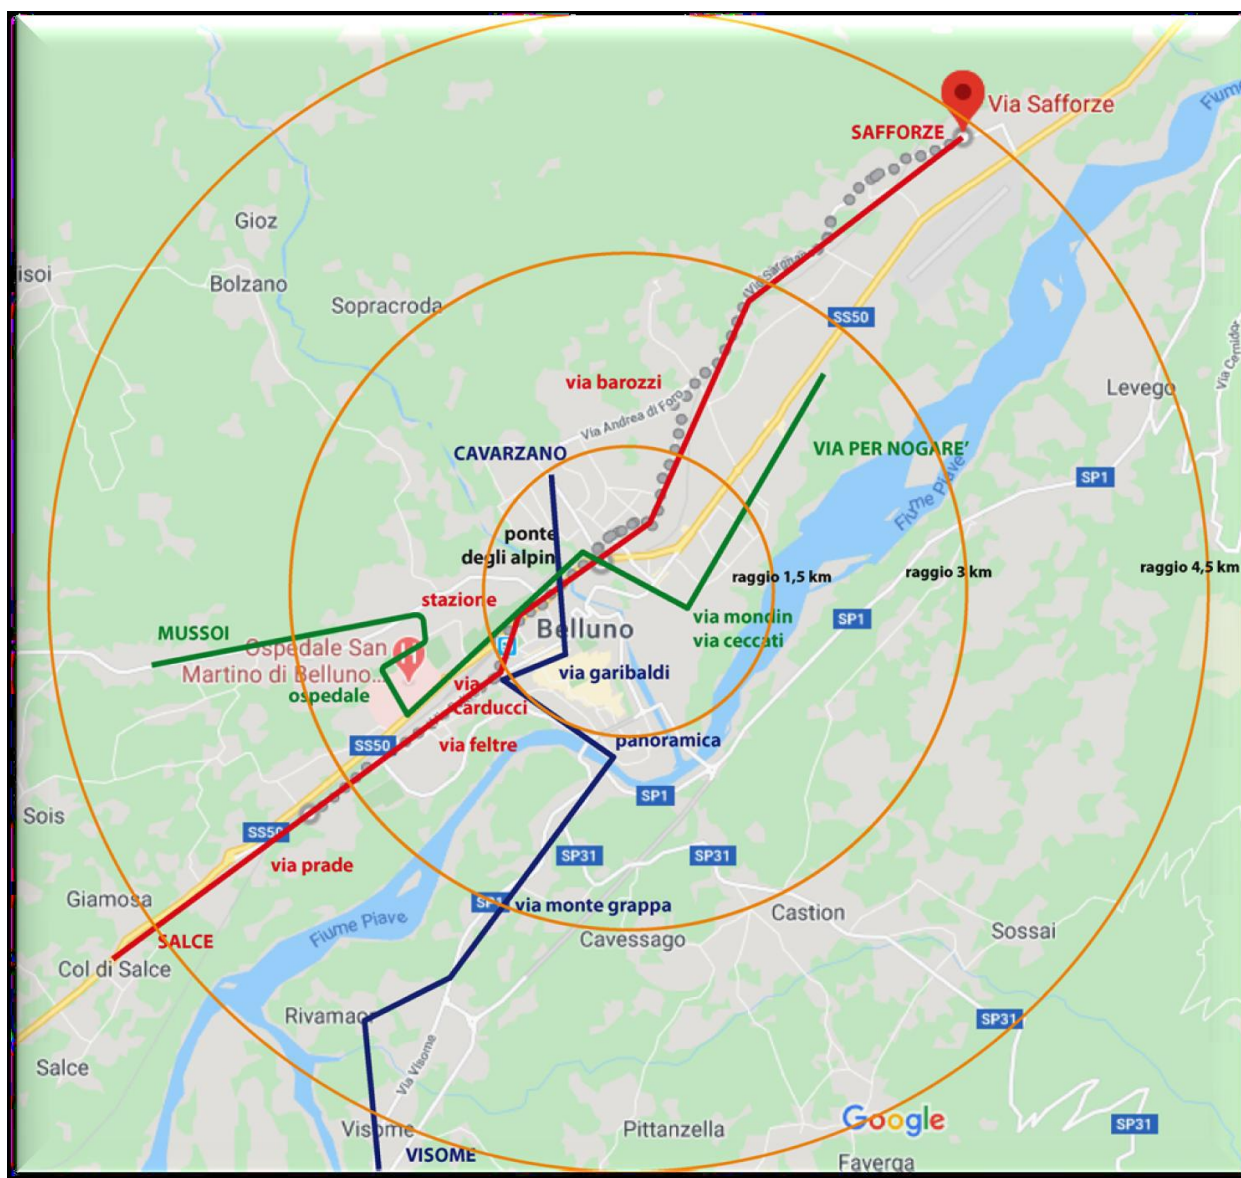 Via Safforze
Fiume
SAFFORZE
Gioz
isoi
Bolzano
Sopracroda
SS50
via barozzi
Levego
Via Cernidor
Via Andrea di Foro
CAVARZANO
VIA PER NOGARE’
SP1
Fiume Piave
ponte
degli alpin
raggio 1,5 km
raggio 3 km
raggio 4,5 km
stazione
MUSSOI
Belluno
via mondin
via ceccati
SP1
Ospedale San
Martino di Belluno...
H
ospedale
via garibaldi
via
carducci
via feltre
panoramica
SS50
SP1
Sois
SS50
via prade
SP31
SP31
Giamosa
SP1
via monte grappa
Castion
Fiume Piave
Cavessago
Sossai
SALCE
Col di Salce
Rivamaor
SP31
Salce
Via Visome
Google
Visome
Pittanzella
SP31
VISOME
Faverga